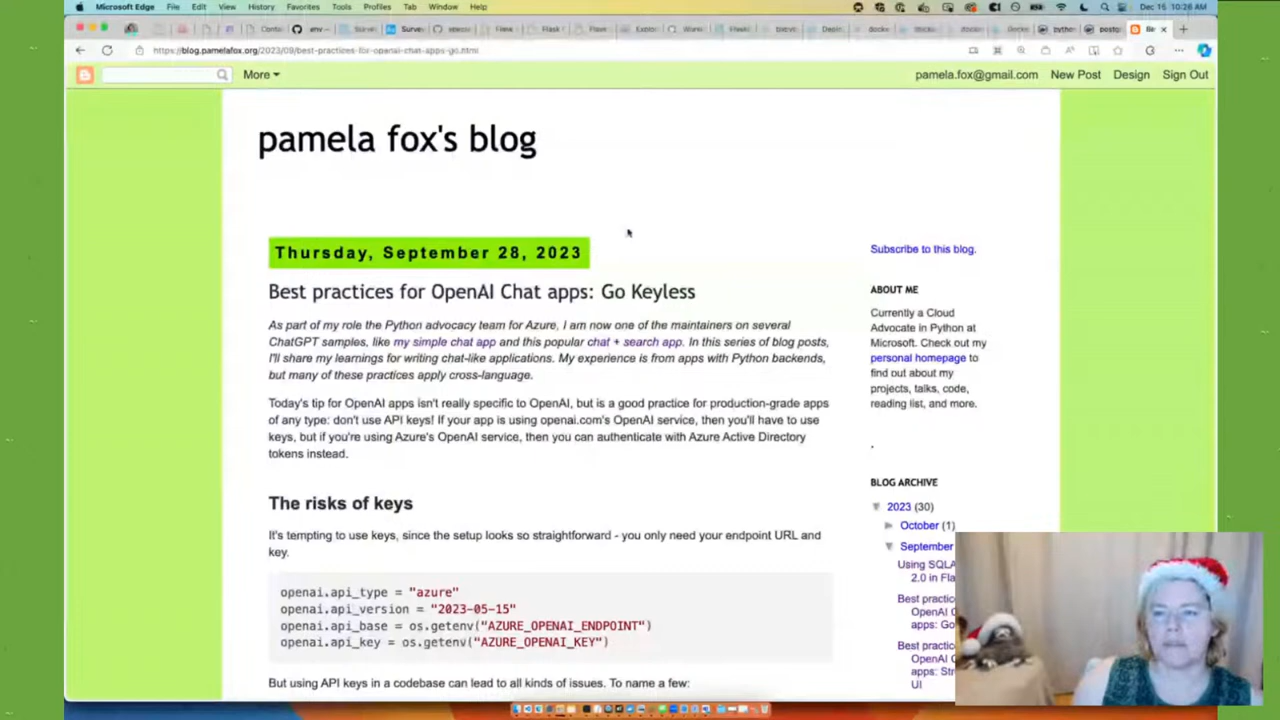 Microsoft Edge File Edit View History Favorites Tools Profiles Tab Window Help Dec 15 10:26 AM
https://blog.pamelafox.org/2023/09/best-practices-for-openai-chat-apps-go.html
More
pamela.fox@gmail.com New Post Design Sign Out
pamela fox's blog
Thursday, September 28, 2023
Best practices for OpenAI Chat apps: Go Keyless
As part of my role the Python advocacy team for Azure, I am now one of the maintainers on several
ChatGPT samples, like my simple chat app and this popular chat + search app. In this series of blog posts,
I'll share my learnings for writing chat-like applications. My experience is from apps with Python backends,
but many of these practices apply cross-language.
Today's tip for OpenAI apps isn't really specific to OpenAI, but is a good practice for production-grade apps
of any type: don't use API keys! If your app is using openai.com's OpenAI service, then you'll have to use
keys, but if you're using Azure's OpenAI service, then you can authenticate with Azure Active Directory
tokens instead.
The risks of keys
It's tempting to use keys, since the setup looks so straightforward - you only need your endpoint URL and
key.
openai.api_type = "azure"
openai.api_version = "2023-05-15"
openai.api_base = os.getenv("AZURE_OPENAI_ENDPOINT")
openai.api_key = os.getenv("AZURE_OPENAI_KEY")
But using API keys in a codebase can lead to all kinds of issues. To name a few:
Subscribe to this blog.
ABOUT ME
Currently a Cloud
Advocate in Python at
Microsoft. Check out my
personal homepage to
find out about my
projects, talks, code,
reading list, and more.
.
BLOG ARCHIVE
▼ 2023 (30)
► October (1)
▼ September
Using SQLA
2.0 in Fla
Best practic
OpenAI C
apps: Go
Best practic
OpenAI C
apps: Str
UI